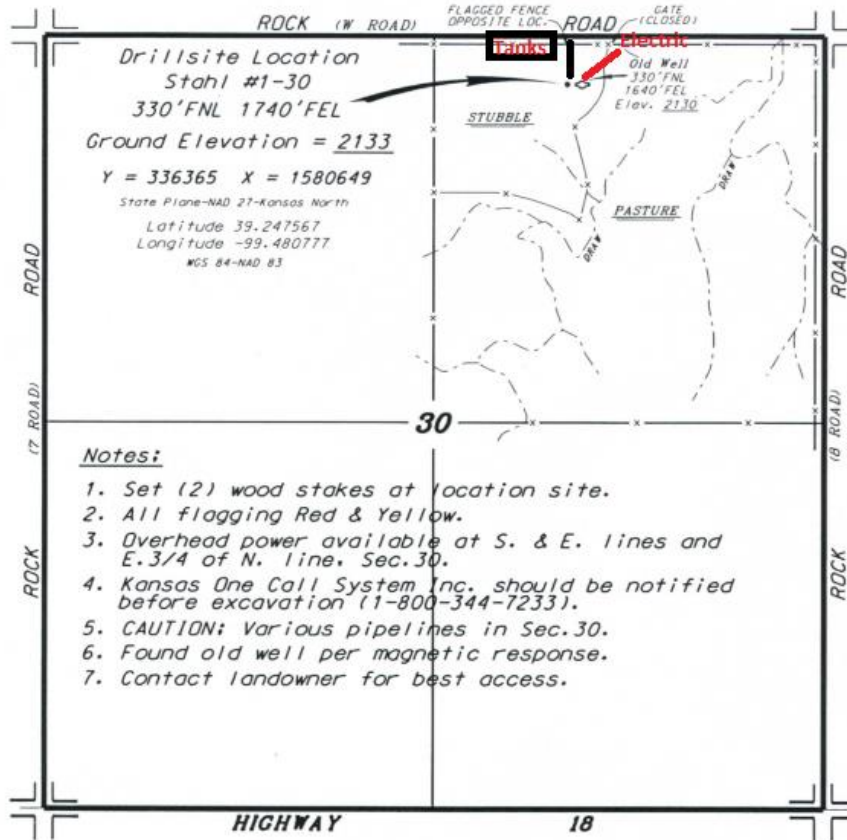 FLAGGED FENCE
OPPOSITE LOC.
GATE
(CLOSED)
ROCK (W ROAD) ROAD
Tanks
Electric
Drillsite Location
Stahl #1-30
330'FNL 1740'FEL
Ground Elevation = 2133
Y = 336365 X = 1580649
State Plane-NAD 27-Kansas North
Latitude 39.247567
Longitude -99.480777
WGS 84-NAD 83
Old Well
330'FNL
1640'FEL
Elev. 2130
STUBBLE
PASTURE
DRAW
DRAW
ROAD
(7 ROAD)
ROCK
ROAD
(8 ROAD)
ROCK
30
Notes:
1. Set (2) wood stakes at location site.
2. All flagging Red & Yellow.
3. Overhead power available at S. & E. lines and
E.3/4 of N. line, Sec.30.
4. Kansas One Call System Inc. should be notified
before excavation (1-800-344-7233).
5. CAUTION: Various pipelines in Sec.30.
6. Found old well per magnetic response.
7. Contact landowner for best access.
HIGHWAY 18